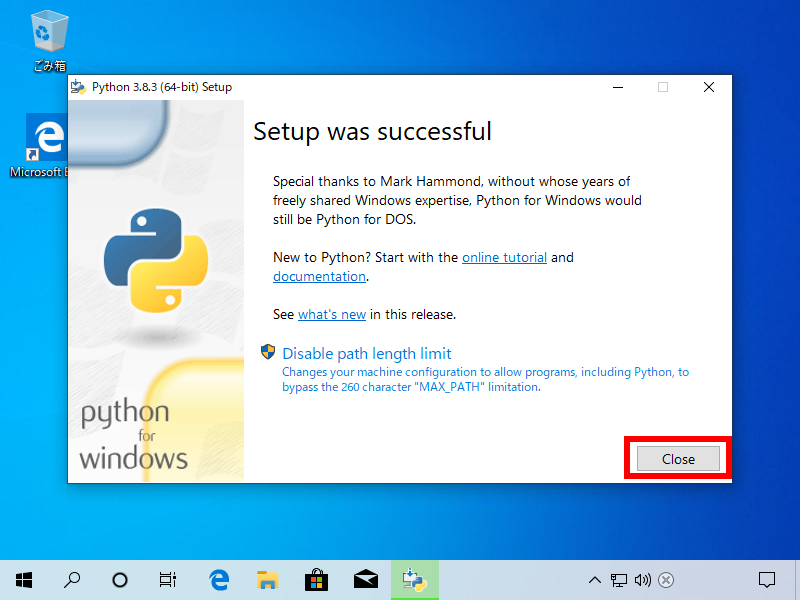 ごみ箱
Microsoft E
Python 3.8.3 (64-bit) Setup
Setup was successful
Special thanks to Mark Hammond, without whose years of
freely shared Windows expertise, Python for Windows would
still be Python for DOS.
New to Python? Start with the online tutorial and
documentation.
See what's new in this release.
Disable path length limit
Changes your machine configuration to allow programs, including Python, to
bypass the 260 character "MAX_PATH" limitation.
python
for
windows
Close